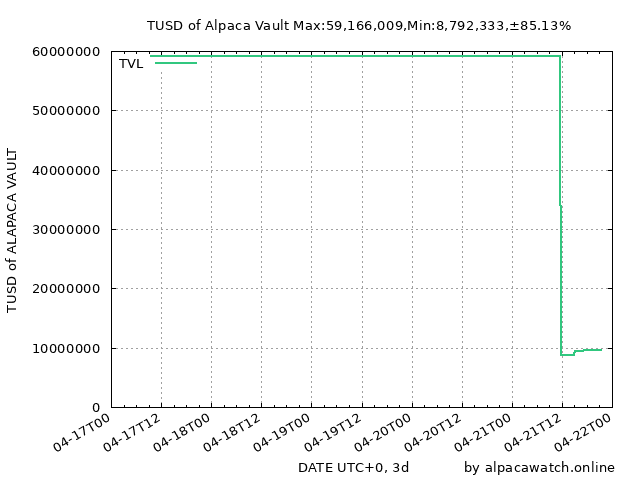 TUSD of Alpaca Vault Max:59,166,009,Min:8,792,333,±85.13%
TVL
60000000
50000000
40000000
30000000
20000000
10000000
0
TUSD of ALAPACA VAULT
04-17T00
04-17T12
04-18T00
04-18T12
04-19T00
04-19T12
04-20T00
04-20T12
04-21T00
04-21T12
04-22T00
DATE UTC+0, 3d
by alpacawatch.online